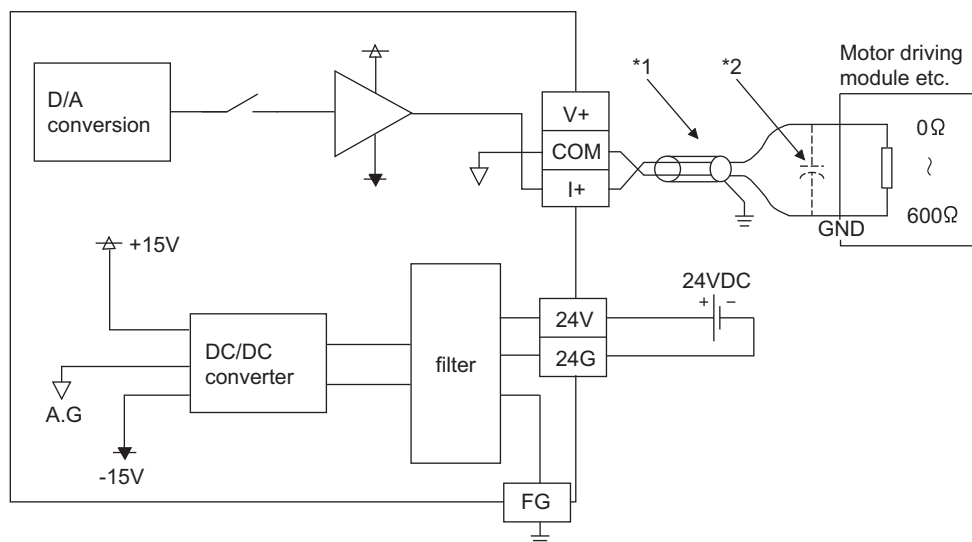 D/A
conversion
V+
COM
I+
*1
*2
Motor driving
module etc.
0Ω
~
600Ω
GND
+15V
DC/DC
converter
A.G
-15V
filter
24V
24G
24VDC
+ −
FG